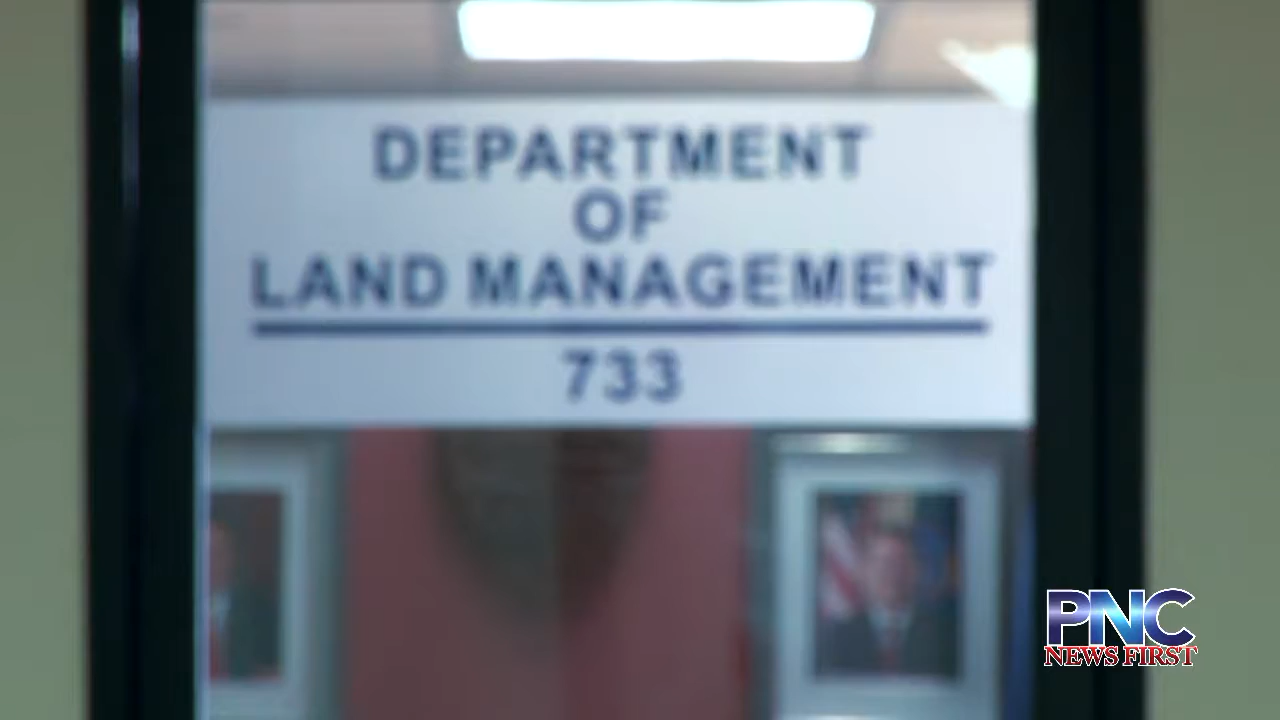 DEPARTMENT
OF
LAND MANAGEMENT
733
PNC
NEWS FIRST